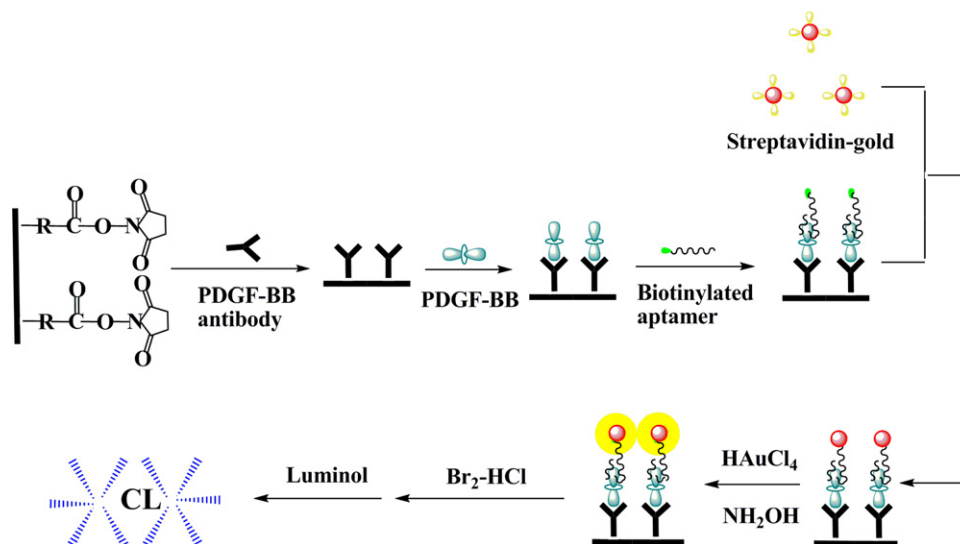 Streptavidin-gold
O
O
R
C
O
N
O
PDGF-BB
antibody
PDGF-BB
Biotinylated
aptamer
O
O
R
C
O
N
O
CL
Luminol
Br₂-HCl
HAuCl₄
NH₂OH